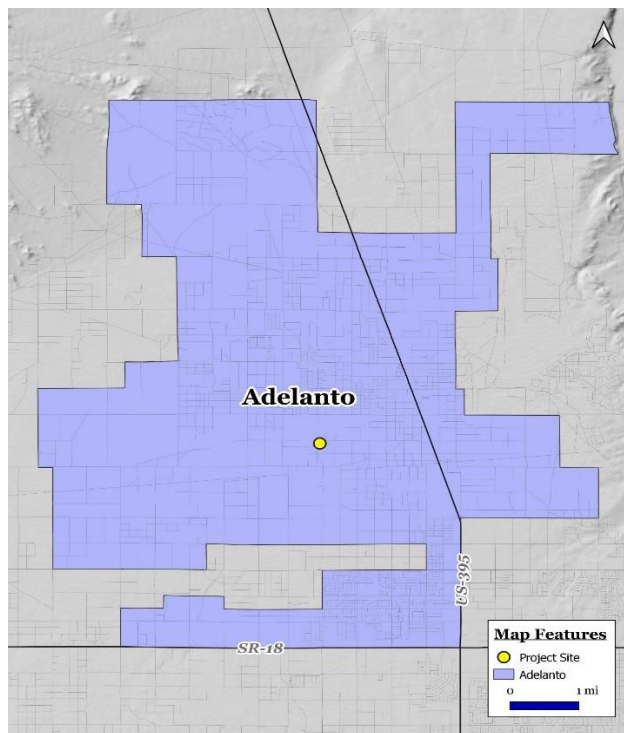 Adelanto
US-395
SR-18
Map Features
Project Site
Adelanto
0 1 mi